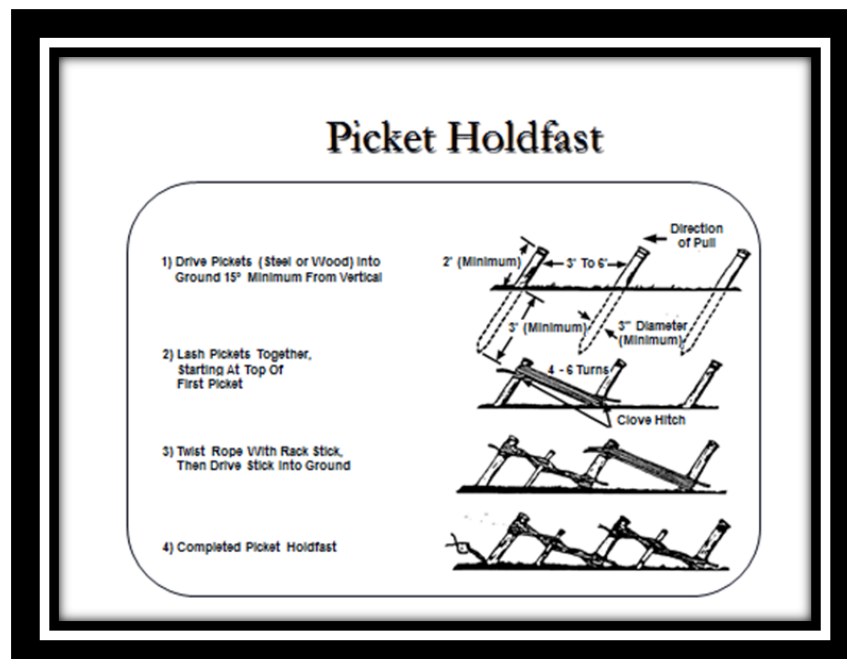 Picket Holdfast
1) Drive Pickets (Steel or Wood) Into
Ground 15º Minimum From Vertical
2' (Minimum)
3' To 6'
Direction
of Pull
3' (Minimum)
3" Diameter
(Minimum)
2) Lash Pickets Together,
Starting At Top Of
First Picket
4 - 6 Turns
Clove Hitch
3) Twist Rope With Rack Stick,
Then Drive Stick Into Ground
4) Completed Picket Holdfast